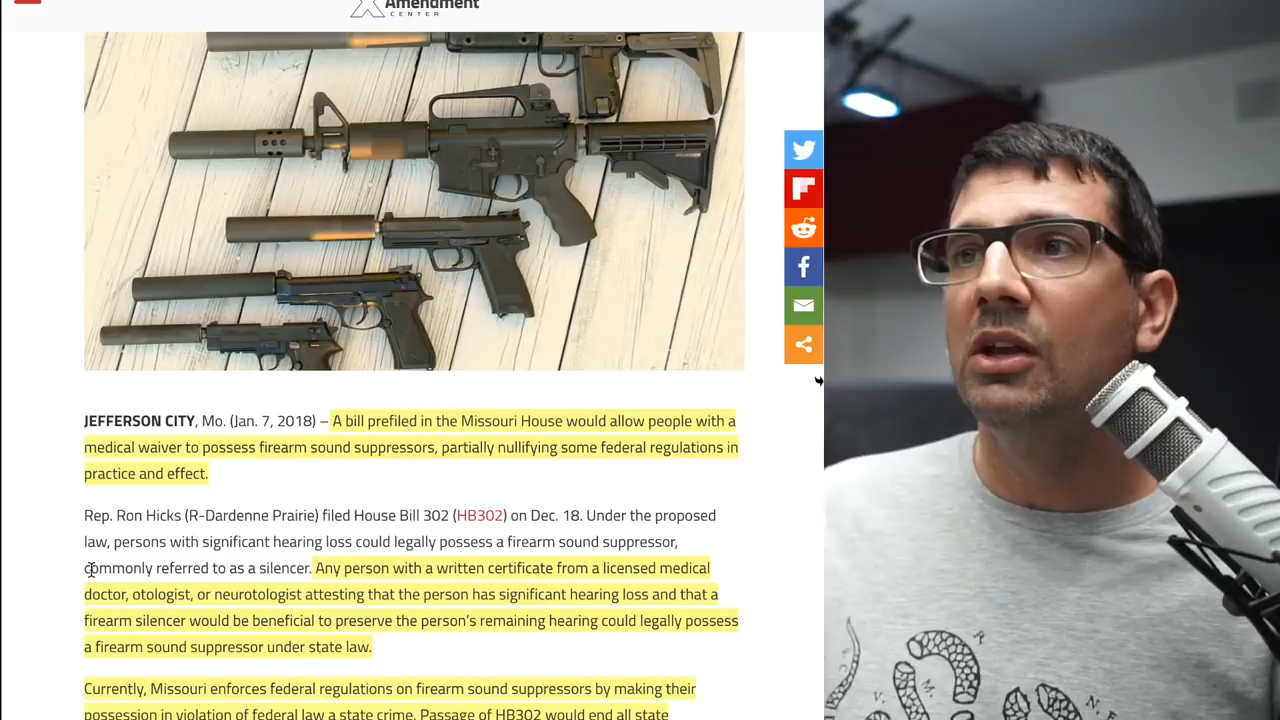 Amendment
CENTER
JEFFERSON CITY, Mo. (Jan. 7, 2018) – A bill prefiled in the Missouri House would allow people with a
medical waiver to possess firearm sound suppressors, partially nullifying some federal regulations in
practice and effect.
Rep. Ron Hicks (R-Dardenne Prairie) filed House Bill 302 (HB302) on Dec. 18. Under the proposed
law, persons with significant hearing loss could legally possess a firearm sound suppressor,
commonly referred to as a silencer. Any person with a written certificate from a licensed medical
doctor, otologist, or neurotologist attesting that the person has significant hearing loss and that a
firearm silencer would be beneficial to preserve the person's remaining hearing could legally possess
a firearm sound suppressor under state law.
Currently, Missouri enforces federal regulations on firearm sound suppressors by making their
possession in violation of federal law a state crime. Passage of HB302 would end all state
R.
V.
M.
N.E.